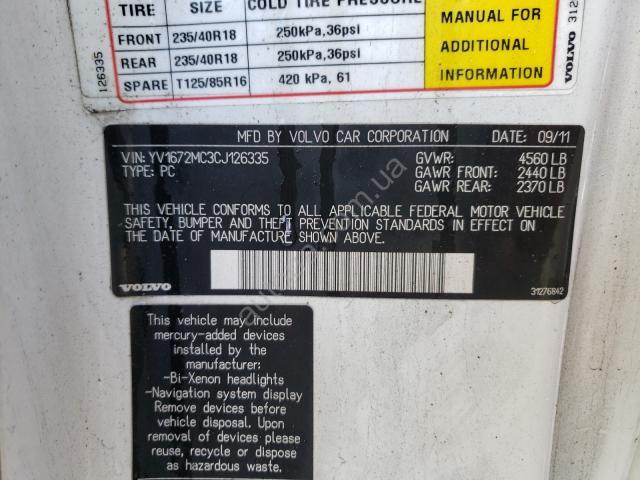 TIRE SIZE COLD TIRE PRESSURE
FRONT 235/40R18 250kPa,36psi
REAR 235/40R18 250kPa,36psi
SPARE T125/85R16 420 kPa, 61
MANUAL FOR
ADDITIONAL
INFORMATION
126335
VOLVO 312
MFD BY VOLVO CAR CORPORATION DATE: 09/11
VIN: YV1672MC3CJ126335 GVWR: 4560 LB
TYPE: PC GAWR FRONT: 2440 LB
GAWR REAR: 2370 LB
THIS VEHICLE CONFORMS TO ALL APPLICABLE FEDERAL MOTOR VEHICLE
SAFETY, BUMPER AND THEFT PREVENTION STANDARDS IN EFFECT ON
THE DATE OF MANUFACTURE SHOWN ABOVE.
VOLVO 31276842
This vehicle may include
mercury-added devices
installed by the
manufacturer:
-Bi-Xenon headlights
-Navigation system display
Remove devices before
vehicle disposal. Upon
removal of devices please
reuse, recycle or dispose
as hazardous waste.